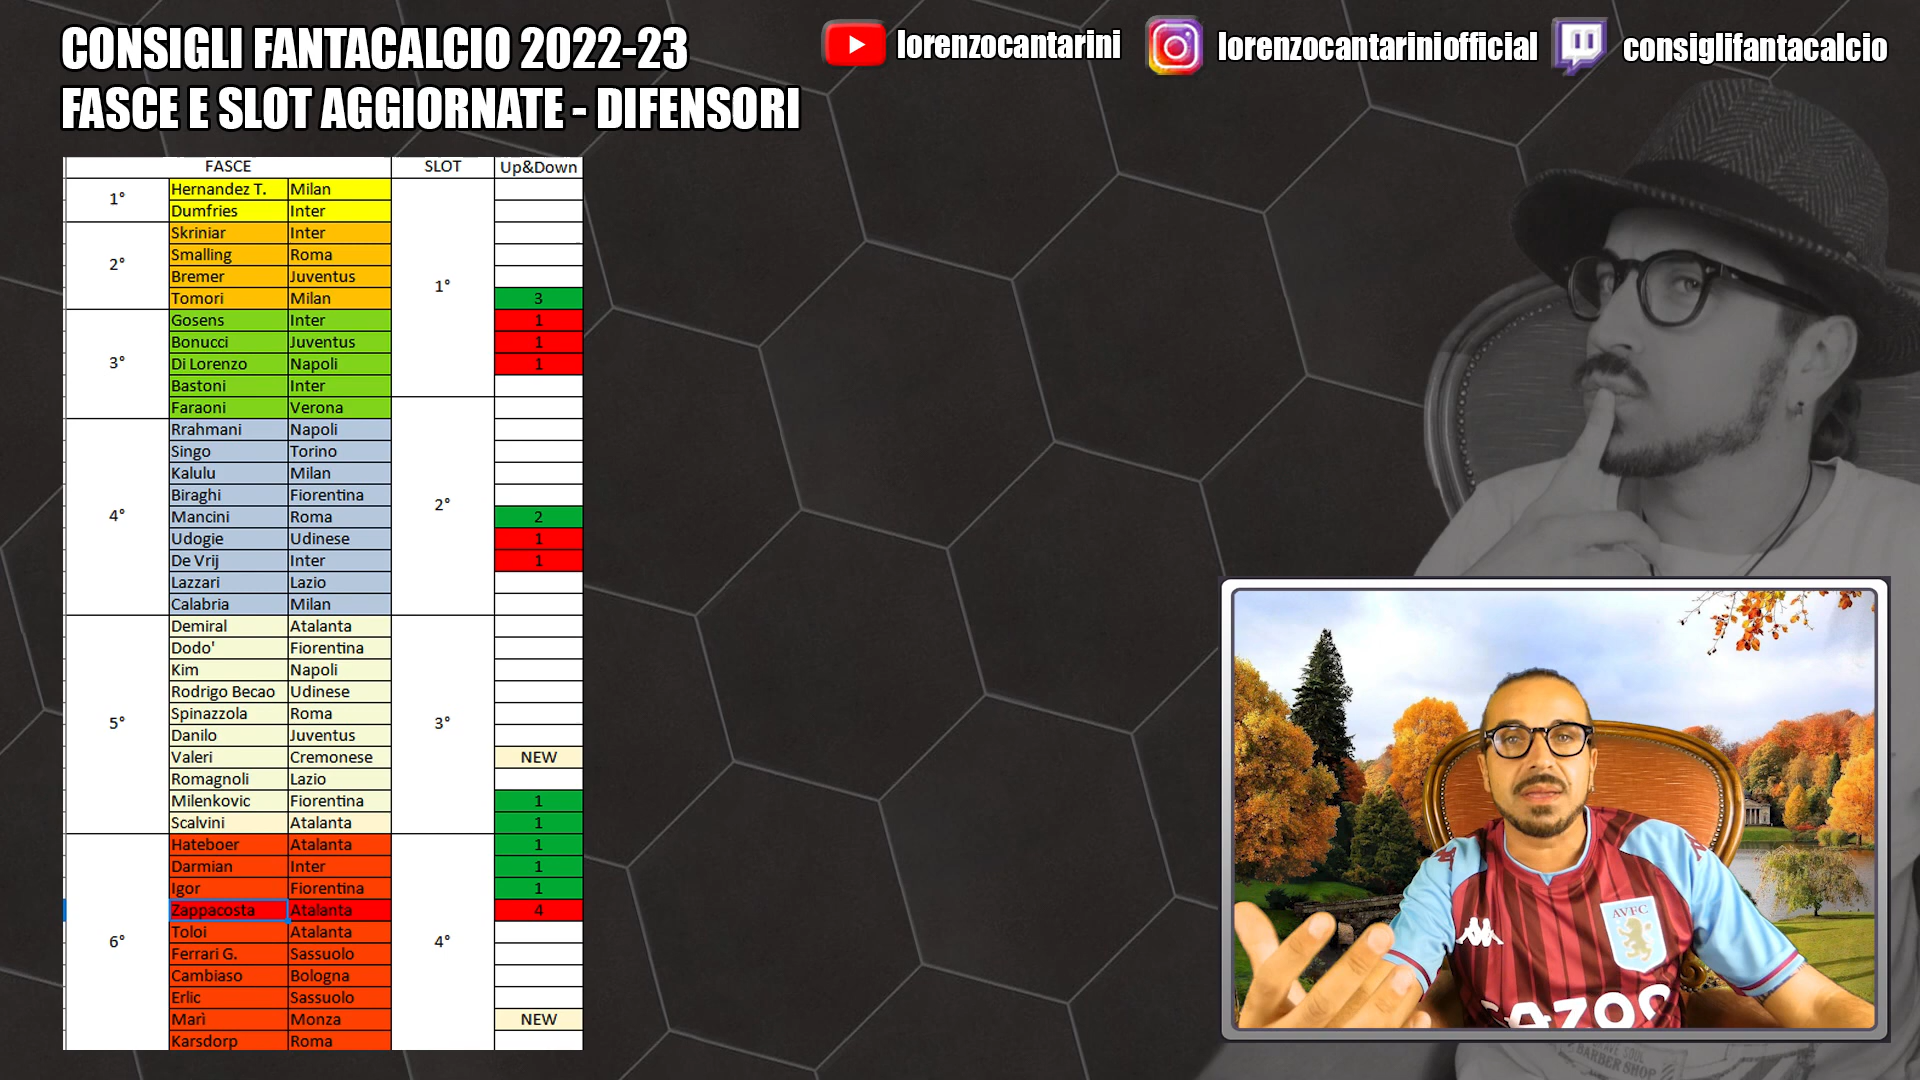 CONSIGLI FANTACALCIO 2022-23
FASCE E SLOT AGGIORNATE - DIFENSORI
lorenzocantarini
lorenzocantariniofficial
consiglifantacalcio
FASCE SLOT Up&Down
1°
Hernandez T. Milan
Dumfries Inter
2°
Skriniar Inter
Smalling Roma
Bremer Juventus
1°
Tomori Milan 3
Gosens Inter 1
Bonucci Juventus 1
3°
Di Lorenzo Napoli 1
Bastoni Inter
Faraoni Verona
Rrahmani Napoli
Singo Torino
Kalulu Milan
Biraghi Fiorentina
4°
2°
Mancini Roma 2
Udogie Udinese 1
De Vrij Inter 1
Lazzari Lazio
Calabria Milan
Demiral Atalanta
Dodo' Fiorentina
Kim Napoli
Rodrigo Becao Udinese
Spinazzola Roma
5°
3°
Danilo Juventus
Valeri Cremonese NEW
Romagnoli Lazio
Milenkovic Fiorentina 1
Scalvini Atalanta 1
Hateboer Atalanta 1
Darmian Inter 1
Igor Fiorentina 1
Zappacosta Atalanta 4
Toloi Atalanta
6°
4°
Ferrari G. Sassuolo
Cambiaso Bologna
Erlic Sassuolo
Marì Monza NEW
Karsdorp Roma
AVFC
BARBER SHOP